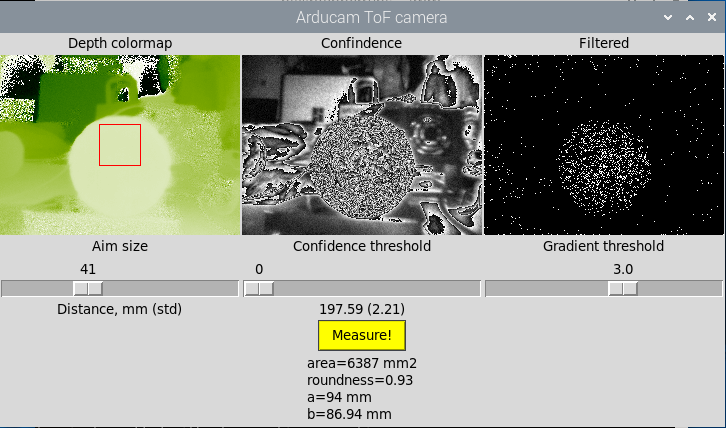 Arducam ToF camera
Depth colormap
Confindence
Filtered
Aim size
Confidence threshold
Gradient threshold
41
0
3.0
Distance, mm (std)
197.59 (2.21)
Measure!
area=6387 mm2
roundness=0.93
a=94 mm
b=86.94 mm